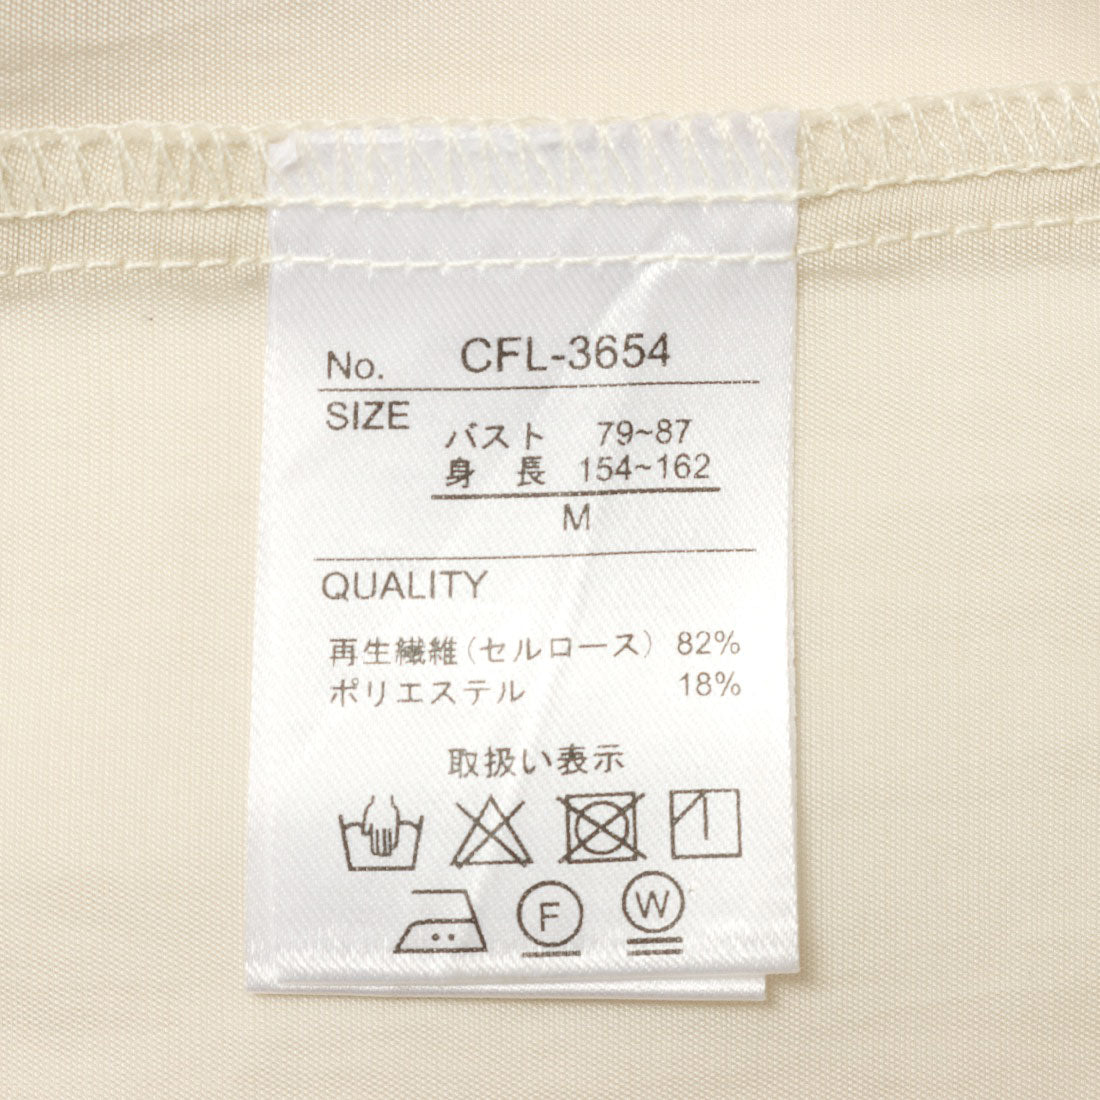 No. CFL-3654
SIZE
バスト 79~87
身長 154~162
M
QUALITY
再生繊維(セルロース) 82%
ポリエステル 18%
取扱い表示
F W